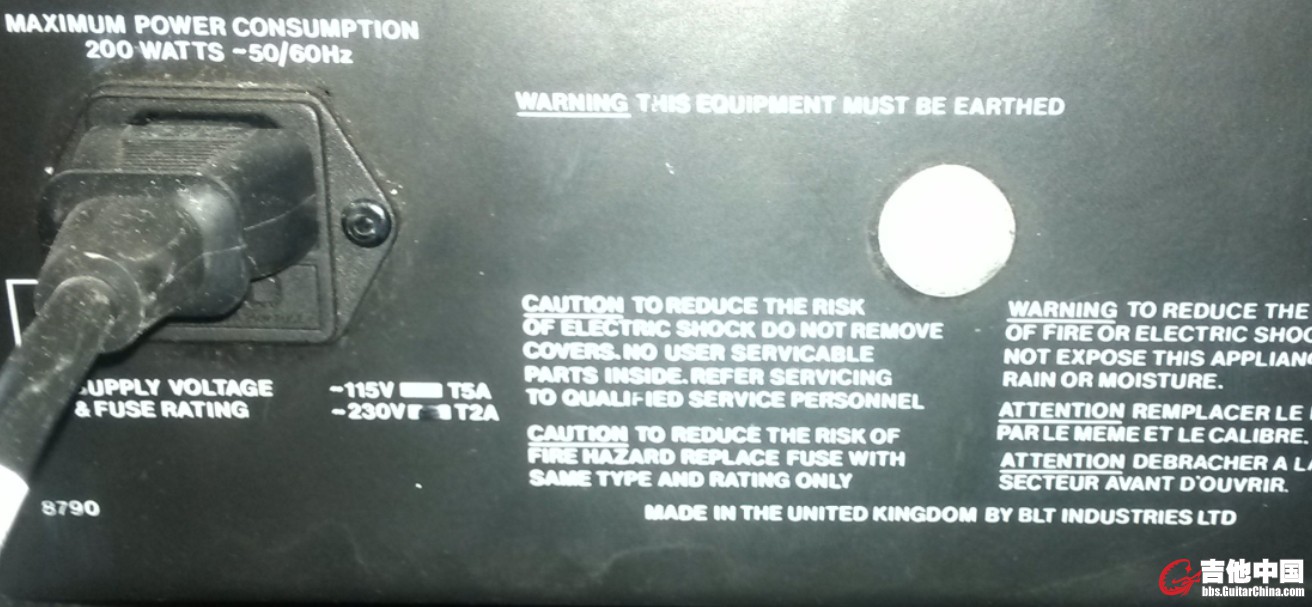 MAXIMUM POWER CONSUMPTION
200 WATTS ~50/60Hz
WARNING THIS EQUIPMENT MUST BE EARTHED
SUPPLY VOLTAGE
& FUSE RATING
~115V T5A
~230V T2A
8790
CAUTION TO REDUCE THE RISK
OF ELECTRIC SHOCK DO NOT REMOVE
COVERS. NO USER SERVICABLE
PARTS INSIDE. REFER SERVICING
TO QUALIFIED SERVICE PERSONNEL
CAUTION TO REDUCE THE RISK OF
FIRE HAZARD REPLACE FUSE WITH
SAME TYPE AND RATING ONLY
WARNING TO REDUCE THE
OF FIRE OR ELECTRIC SHOC
NOT EXPOSE THIS APPLIANC
RAIN OR MOISTURE.
ATTENTION REMPLACER LE
PAR LE MEME ET LE CALIBRE.
ATTENTION DEBRACHER A LA
SECTEUR AVANT D'OUVRIR.
MADE IN THE UNITED KINGDOM BY BLT INDUSTRIES LTD
吉他中国
bbs.GuitarChina.com